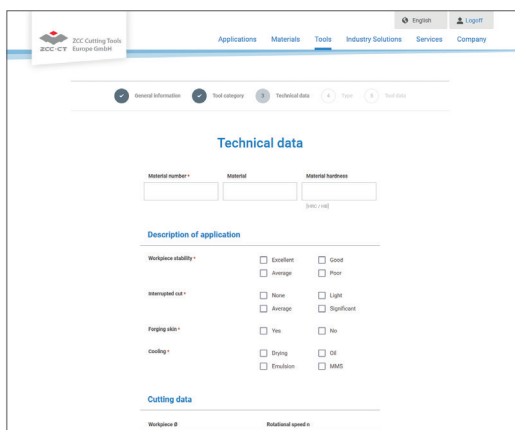 English Logoff
ZCC Cutting Tools
ZCC-CT Europe GmbH
Applications Materials Tools Industry Solutions Services Company
General Information Tool category 3 Technical data 4 Type 5 Tool data
Technical data
Material number * Material Material hardness
[HRC / HB]
Description of application
Workpiece stability * Excellent Good
Average Poor
Interrupted cut * None Light
Average Significant
Forging skin * Yes No
Cooling * Drying Oil
Emulsion MMS
Cutting data
Workpiece Ø Rotational speed n